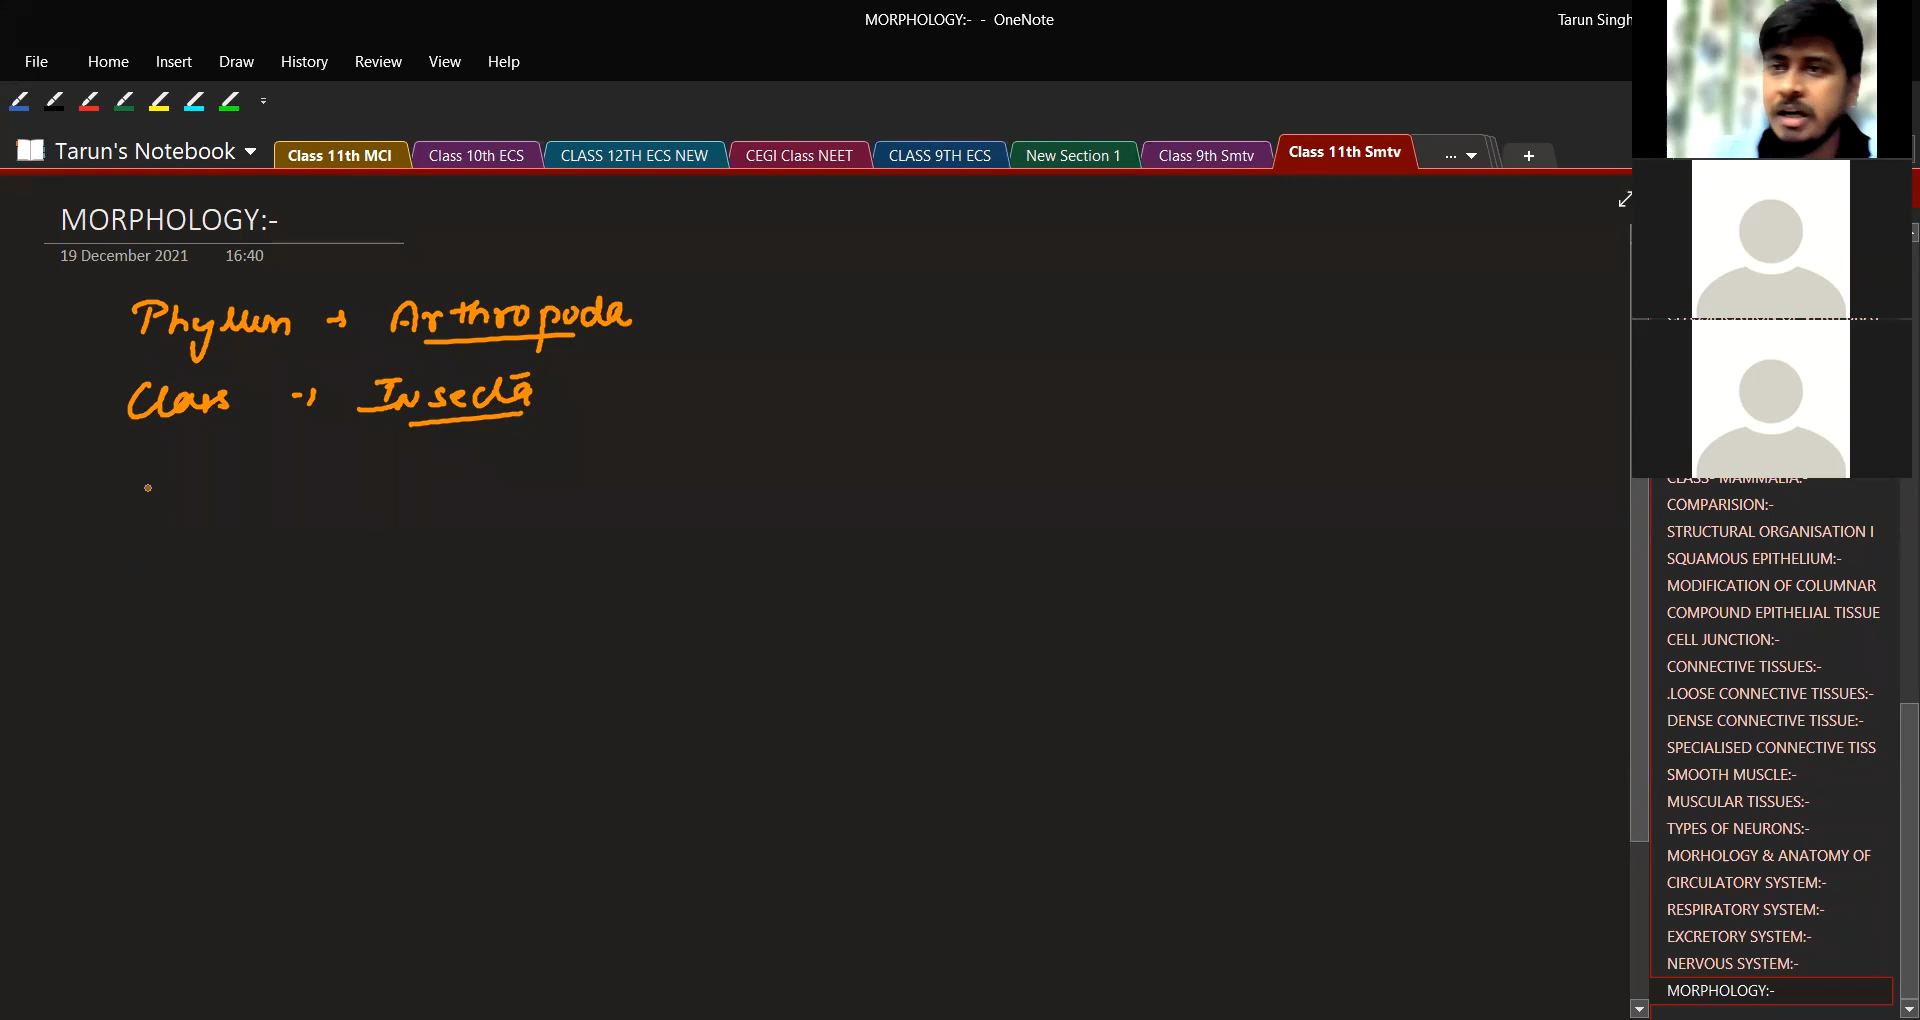 MORPHOLOGY:- - OneNote
Tarun Singh
File Home Insert Draw History Review View Help
Tarun's Notebook
Class 11th MCI Class 10th ECS CLASS 12TH ECS NEW CEGI Class NEET CLASS 9TH ECS New Section 1 Class 9th Smtv Class 11th Smtv ... +
MORPHOLOGY:-
19 December 2021 16:40
Phylum → Arthropoda
Class → Insecta
CLASS- MAMMALIA:-
COMPARISION:-
STRUCTURAL ORGANISATION I
SQUAMOUS EPITHELIUM:-
MODIFICATION OF COLUMNAR
COMPOUND EPITHELIAL TISSUE
CELL JUNCTION:-
CONNECTIVE TISSUES:-
.LOOSE CONNECTIVE TISSUES:-
DENSE CONNECTIVE TISSUE:-
SPECIALISED CONNECTIVE TISS
SMOOTH MUSCLE:-
MUSCULAR TISSUES:-
TYPES OF NEURONS:-
MORHOLOGY & ANATOMY OF
CIRCULATORY SYSTEM:-
RESPIRATORY SYSTEM:-
EXCRETORY SYSTEM:-
NERVOUS SYSTEM:-
MORPHOLOGY:-